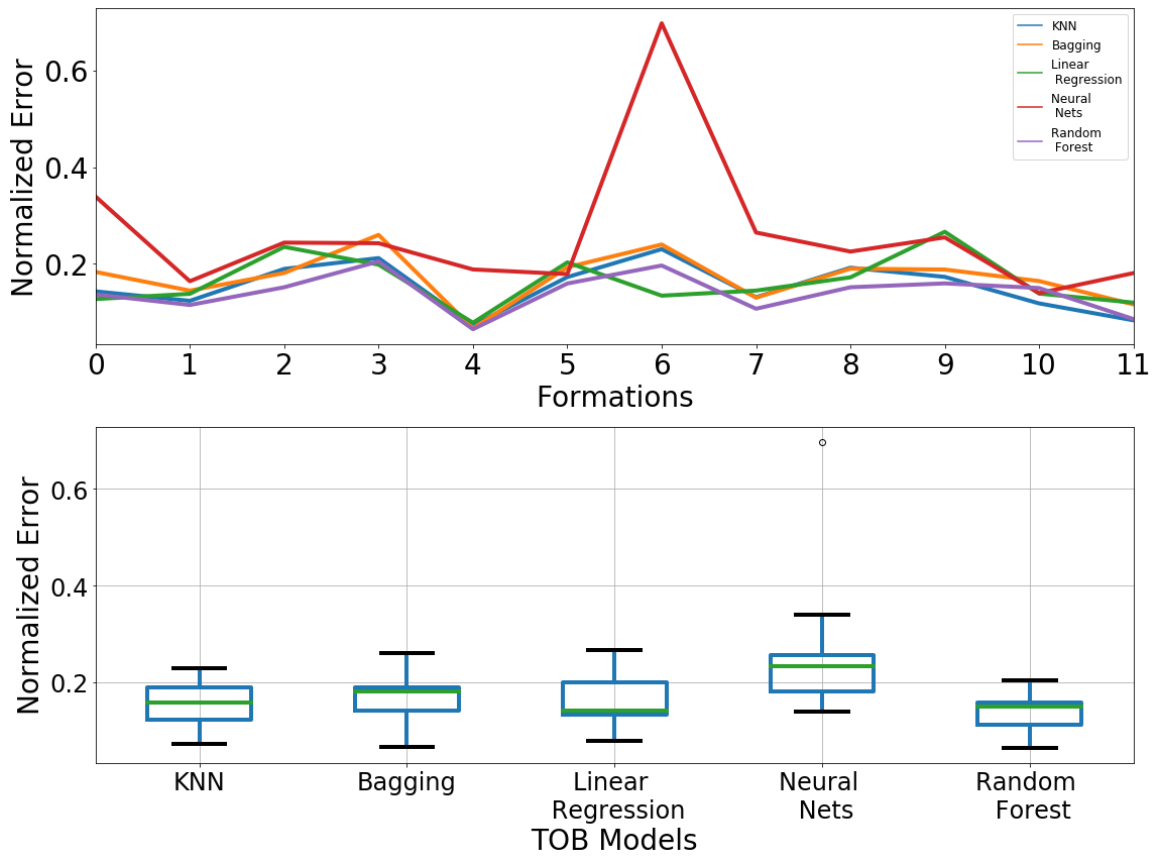 Normalized Error
0.6
0.4
0.2
KNN
Bagging
Linear
Regression
Neural
Nets
Random
Forest
0 1 2 3 4 5 6 7 8 9 10 11
Formations
Normalized Error
0.6
0.4
0.2
KNN Bagging Linear Neural Random
Regression Nets Forest
TOB Models